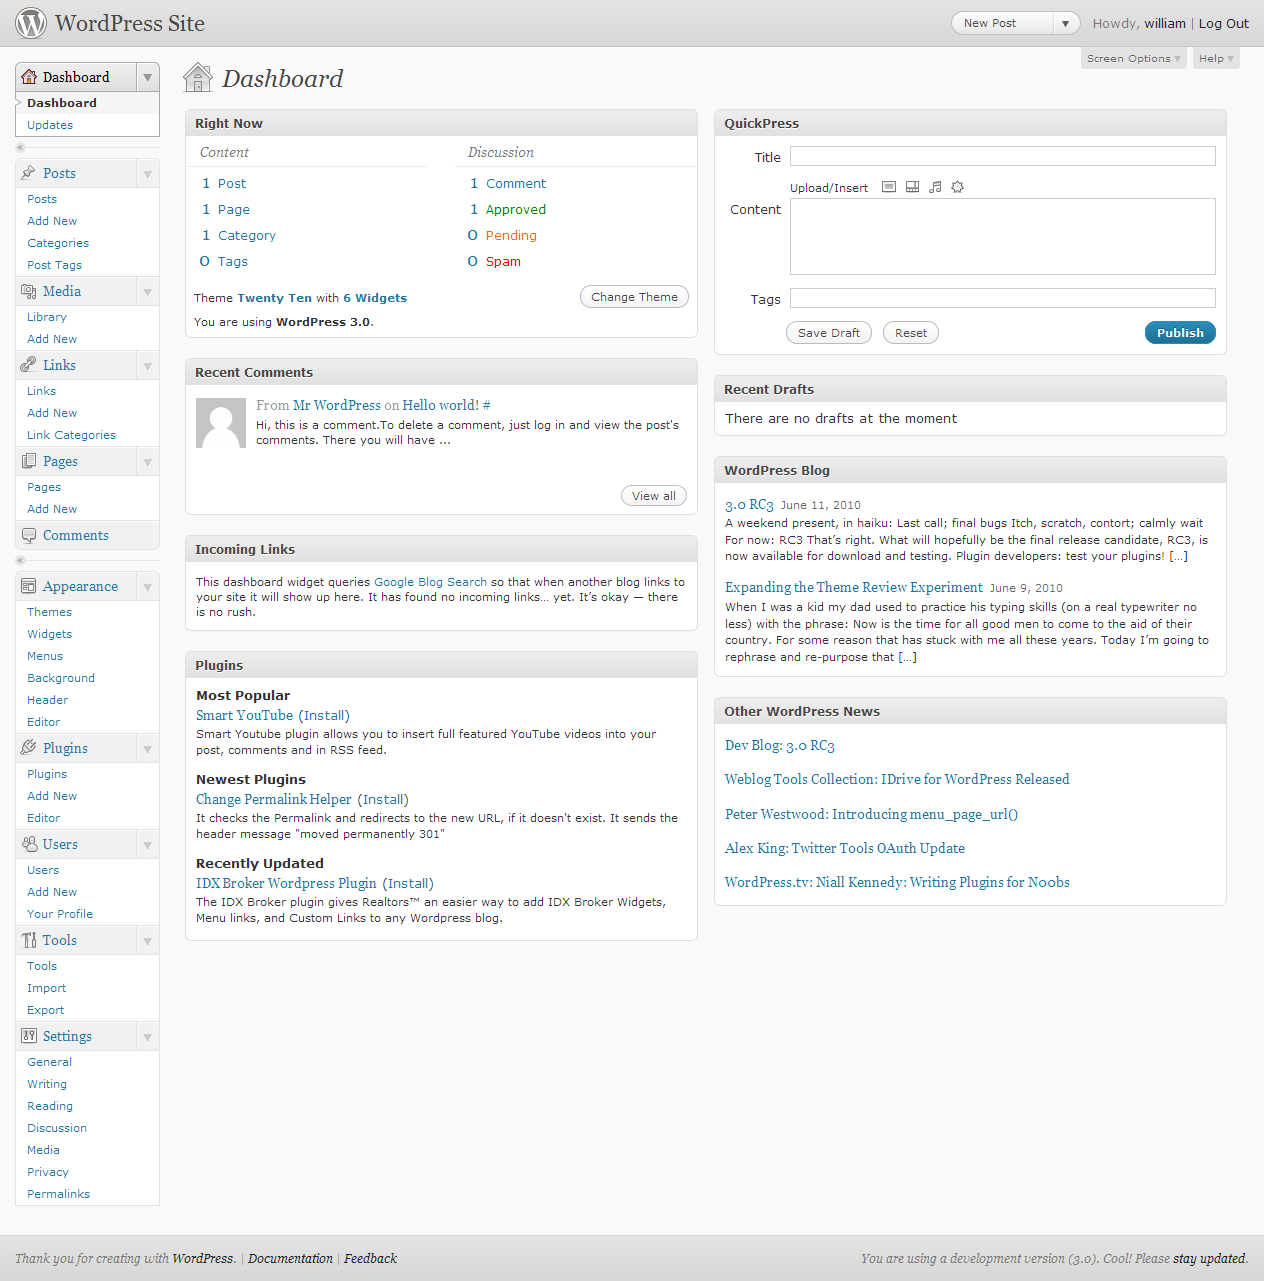 WordPress Site
New Post
Howdy, william | Log Out
Screen Options
Help
Dashboard
Dashboard
Updates
Posts
Posts
Add New
Categories
Post Tags
Media
Library
Add New
Links
Links
Add New
Link Categories
Pages
Pages
Add New
Comments
Appearance
Themes
Widgets
Menus
Background
Header
Editor
Plugins
Plugins
Add New
Editor
Users
Users
Add New
Your Profile
Tools
Tools
Import
Export
Settings
General
Writing
Reading
Discussion
Media
Privacy
Permalinks
Dashboard
Right Now
Content
1 Post
1 Page
1 Category
0 Tags
Discussion
1 Comment
1 Approved
0 Pending
0 Spam
Theme Twenty Ten with 6 Widgets
Change Theme
You are using WordPress 3.0.
Recent Comments
From Mr WordPress on Hello world! #
Hi, this is a comment.To delete a comment, just log in and view the post's
comments. There you will have ...
View all
Incoming Links
This dashboard widget queries Google Blog Search so that when another blog links to
your site it will show up here. It has found no incoming links… yet. It’s okay — there
is no rush.
Plugins
Most Popular
Smart YouTube (Install)
Smart Youtube plugin allows you to insert full featured YouTube videos into your
post, comments and in RSS feed.
Newest Plugins
Change Permalink Helper (Install)
It checks the Permalink and redirects to the new URL, if it doesn't exist. It sends the
header message "moved permanently 301"
Recently Updated
IDX Broker Wordpress Plugin (Install)
The IDX Broker plugin gives Realtors™ an easier way to add IDX Broker Widgets,
Menu links, and Custom Links to any Wordpress blog.
QuickPress
Title
Upload/Insert
Content
Tags
Save Draft
Reset
Publish
Recent Drafts
There are no drafts at the moment
WordPress Blog
3.0 RC3 June 11, 2010
A weekend present, in haiku: Last call; final bugs Itch, scratch, contort; calmly wait
For now: RC3 That’s right. What will hopefully be the final release candidate, RC3, is
now available for download and testing. Plugin developers: test your plugins! […]
Expanding the Theme Review Experiment June 9, 2010
When I was a kid my dad used to practice his typing skills (on a real typewriter no
less) with the phrase: Now is the time for all good men to come to the aid of their
country. For some reason that has stuck with me all these years. Today I’m going to
rephrase and re-purpose that […]
Other WordPress News
Dev Blog: 3.0 RC3
Weblog Tools Collection: IDrive for WordPress Released
Peter Westwood: Introducing menu_page_url()
Alex King: Twitter Tools OAuth Update
WordPress.tv: Niall Kennedy: Writing Plugins for N00bs
Thank you for creating with WordPress. | Documentation | Feedback
You are using a development version (3.0). Cool! Please stay updated.